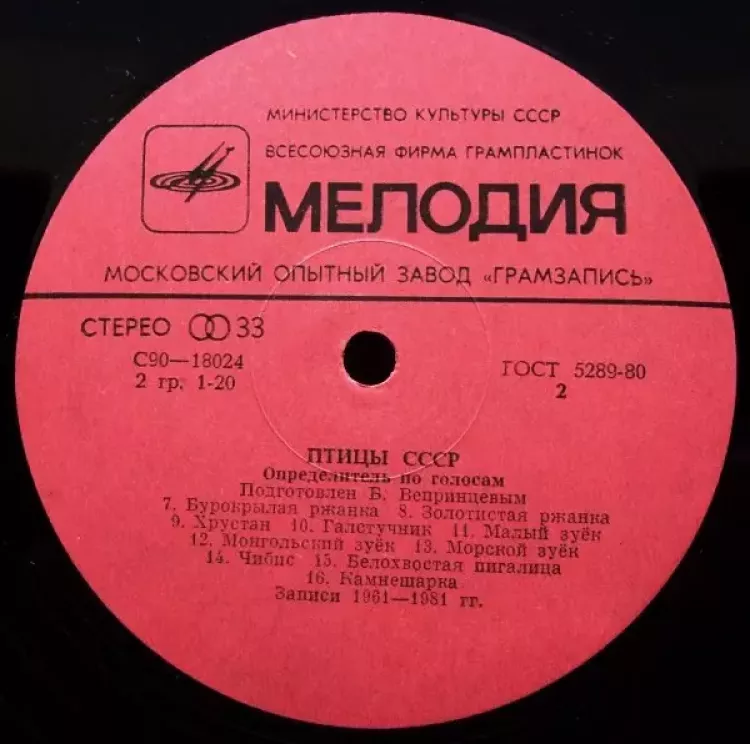 МИНИСТЕРСТВО КУЛЬТУРЫ СССР
ВСЕСОЮЗНАЯ ФИРМА ГРАМПЛАСТИНОК
МЕЛОДИЯ
МОСКОВСКИЙ ОПЫТНЫЙ ЗАВОД «ГРАМЗАПИСЬ»
СТЕРЕО 33
С90—18024
2 гр. 1-20
ГОСТ 5289-80
2
ПТИЦЫ СССР
Определитель по голосам
Подготовлен Б. Вепринцевым
7. Бурокрылая ржанка 8. Золотистая ржанка
9. Хрустан 10. Галстучник 11. Малый зуёк
12. Монгольский зуёк 13. Морской зуёк
14. Чибис 15. Белохвостая пигалица
16. Камнешарка
Записи 1961—1981 гг.